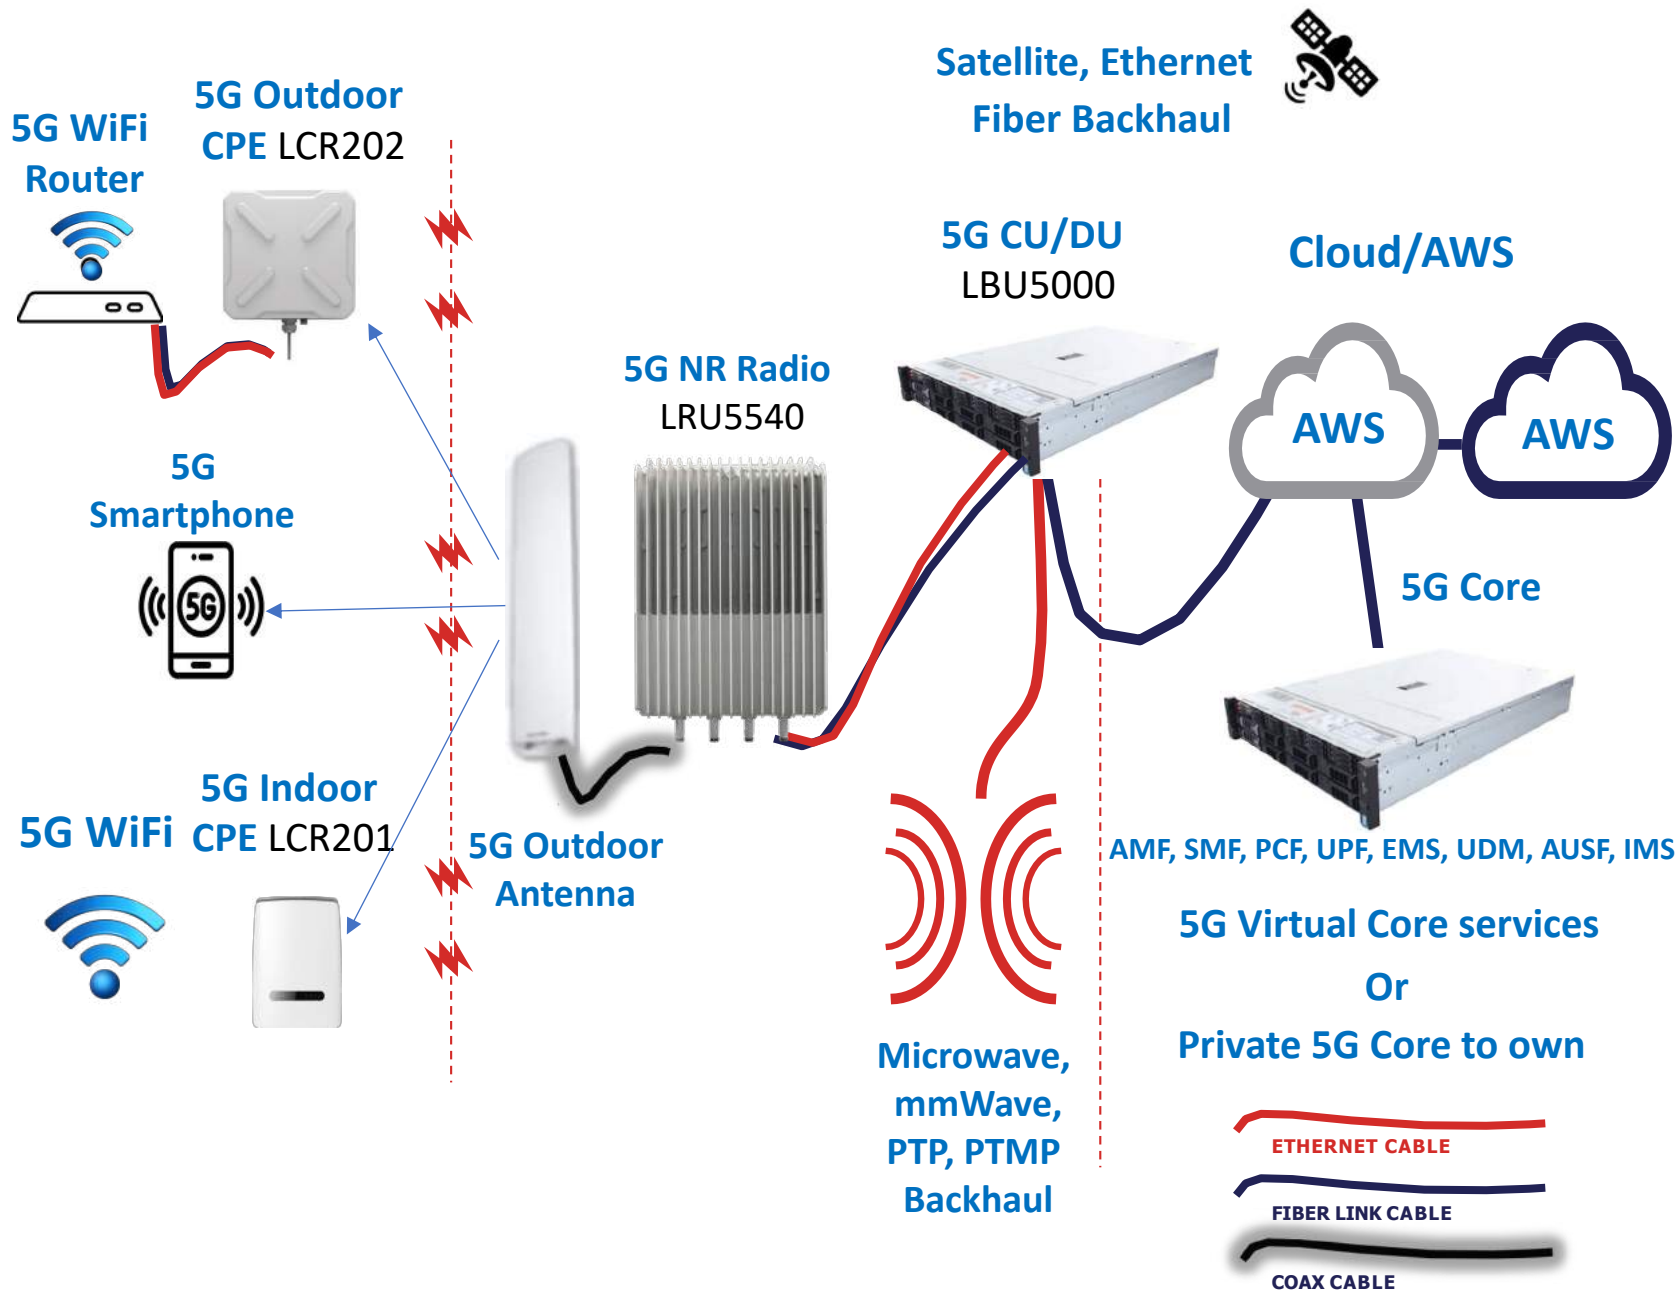 Satellite, Ethernet
Fiber Backhaul
5G Outdoor
CPE LCR202
5G WiFi
Router
5G CU/DU
LBU5000
Cloud/AWS
5G NR Radio
LRU5540
AWS
AWS
5G
Smartphone
5G
5G Core
5G Indoor
CPE LCR201
5G WiFi
5G Outdoor
Antenna
AMF, SMF, PCF, UPF, EMS, UDM, AUSF, IMS
5G Virtual Core services
Or
Private 5G Core to own
Microwave,
mmWave,
PTP, PTMP
Backhaul
ETHERNET CABLE
FIBER LINK CABLE
COAX CABLE